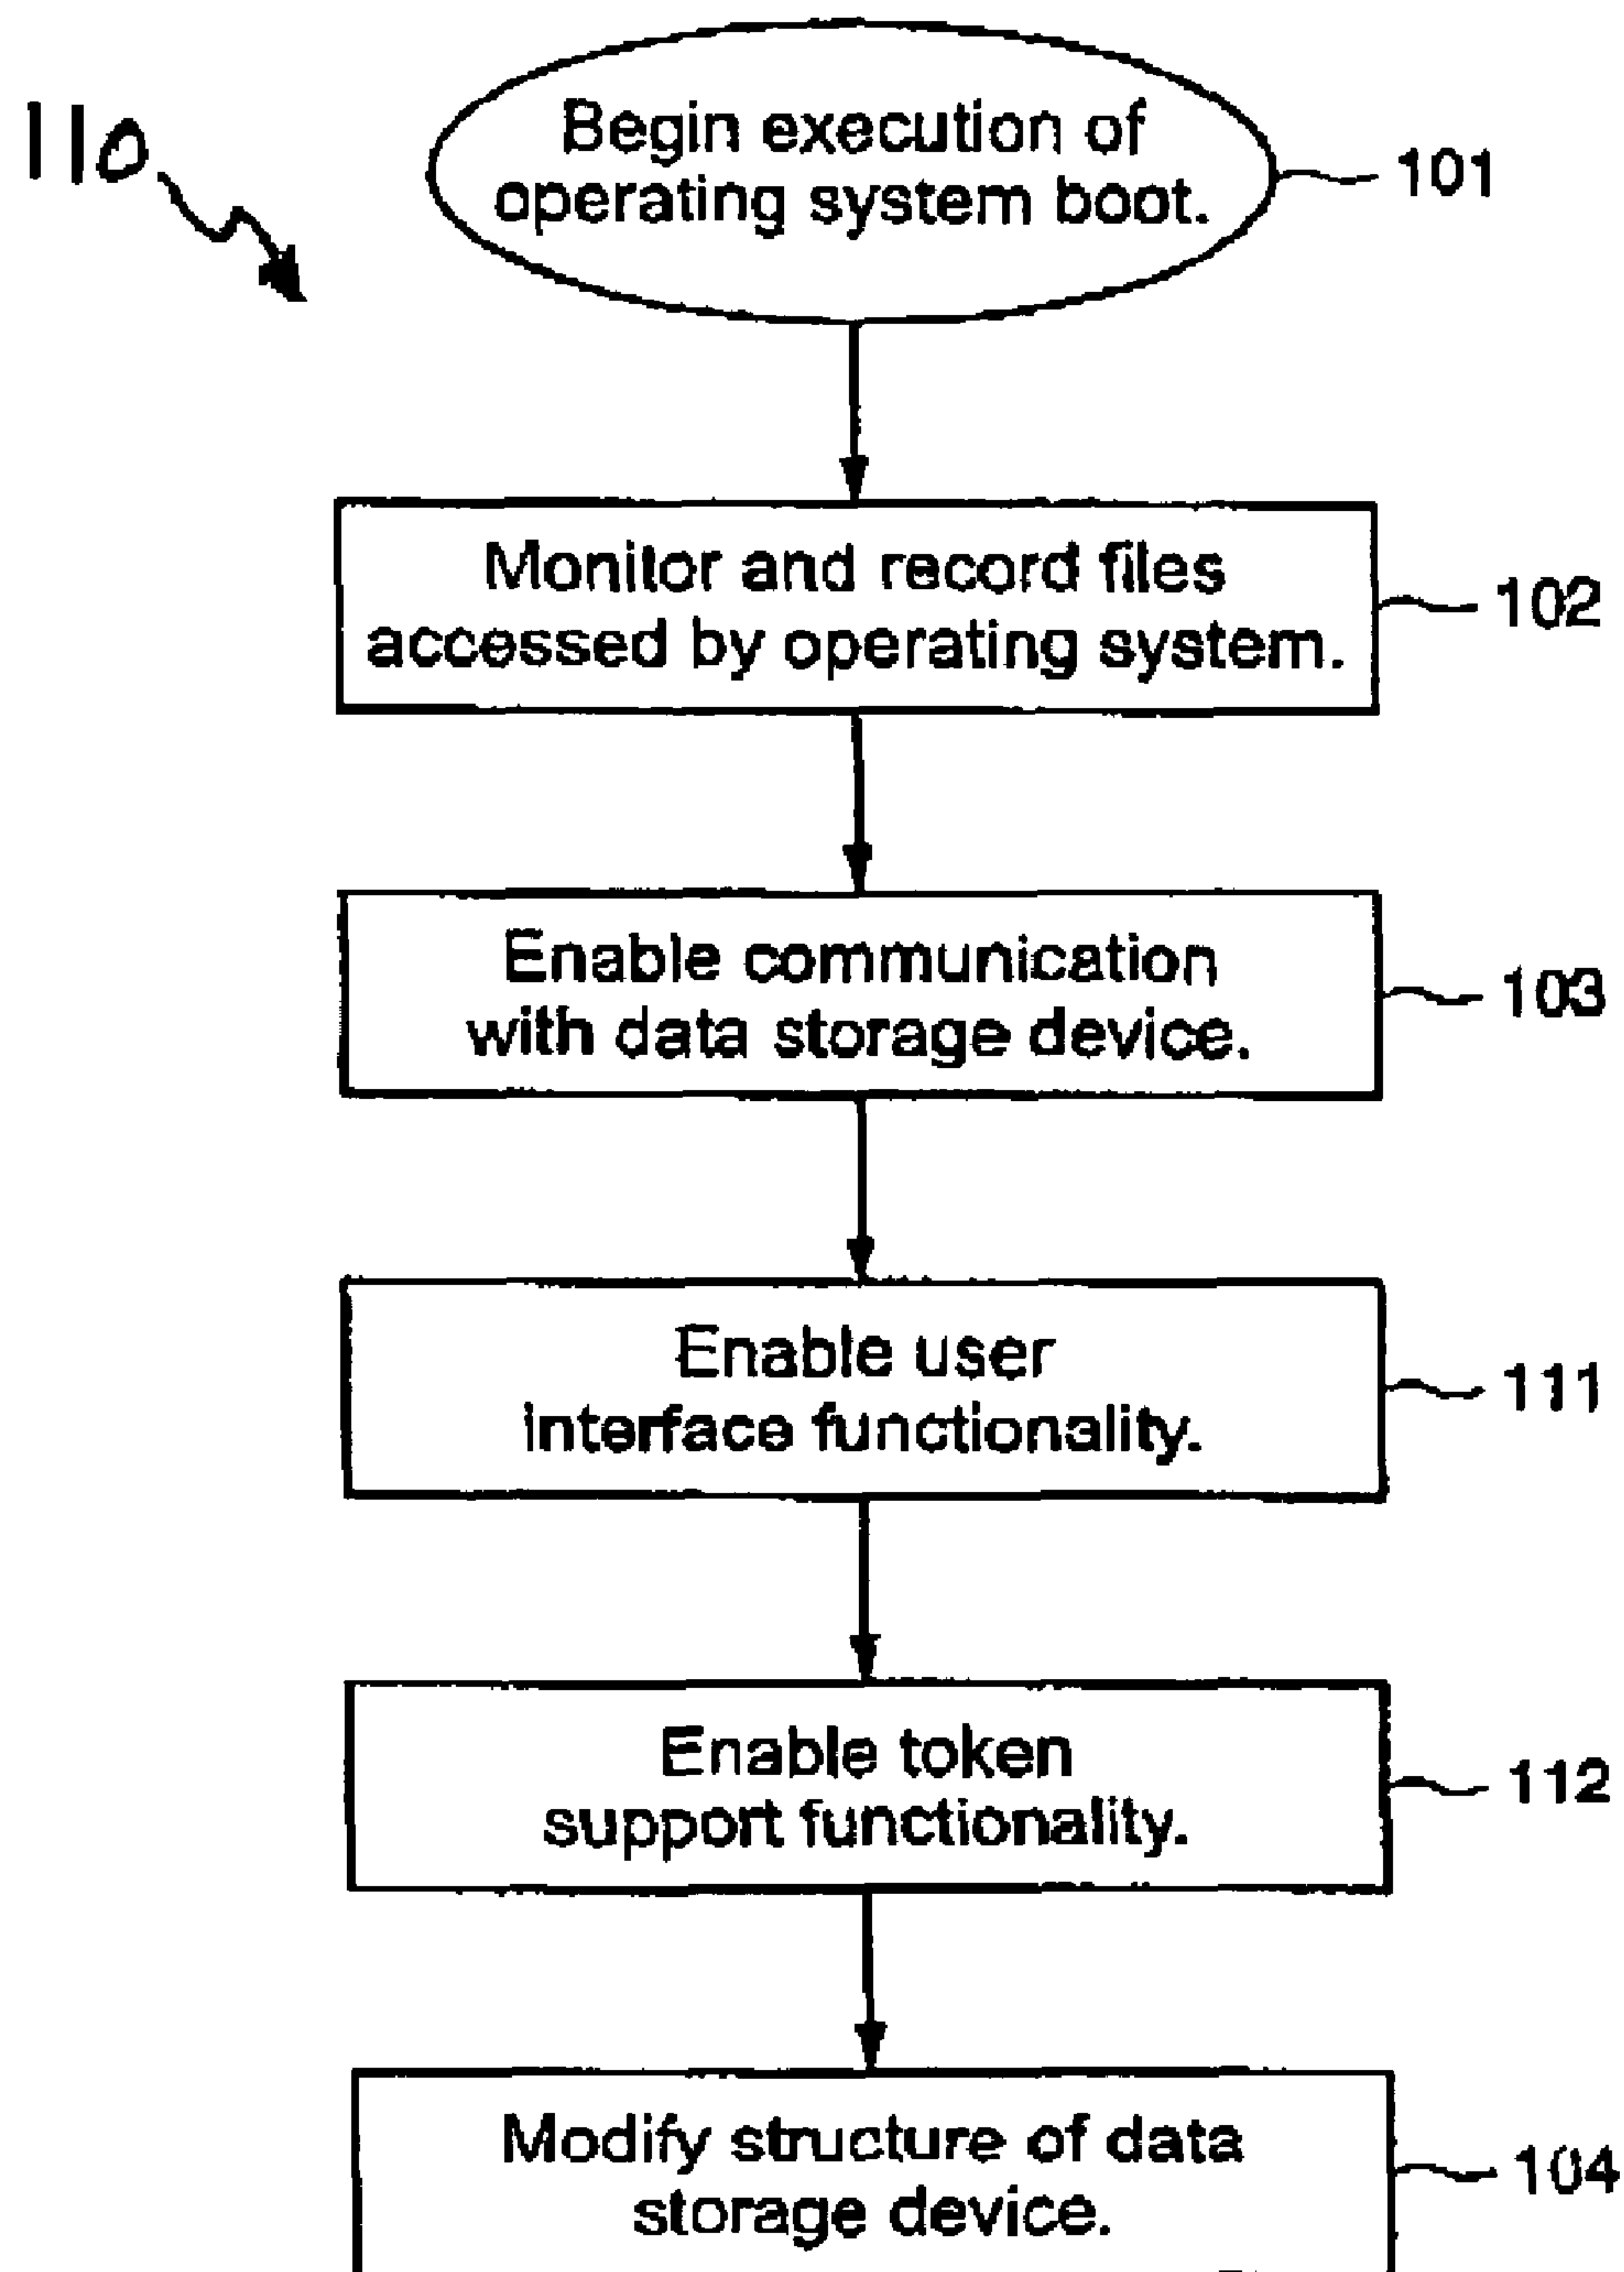 110
Begin execution of
operating system boot.
101
Monitor and record files
accessed by operating system.
102
Enable communication
with data storage device.
103
Enable user
interface functionality.
111
Enable token
support functionality.
112
Modify structure of data
storage device.
104